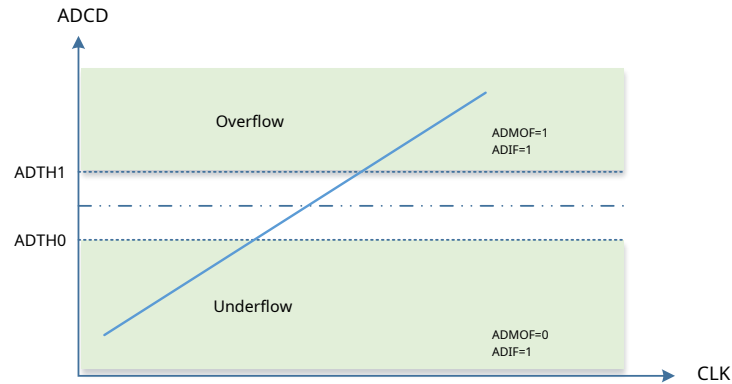 ADCD
Overflow
ADMOF=1
ADIF=1
ADTH1
ADTH0
Underflow
ADMOF=0
ADIF=1
CLK